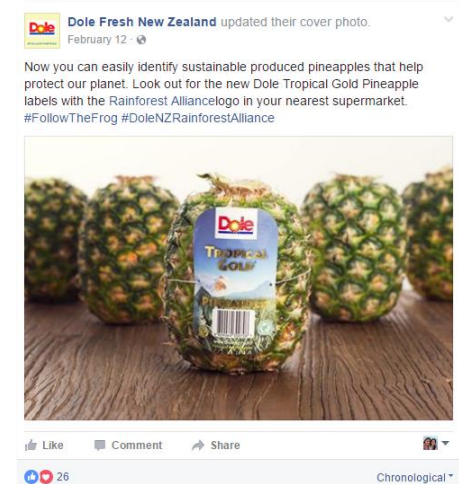 Dole
Dole Fresh New Zealand updated their cover photo.
February 12 ·
Now you can easily identify sustainable produced pineapples that help
protect our planet. Look out for the new Dole Tropical Gold Pineapple
labels with the Rainforest Alliancelogo in your nearest supermarket.
#FollowTheFrog #DoleNZRainforestAlliance
Dole
TROPICAL
GOLD
PINEAPPLE
Like Comment Share
26
Chronological